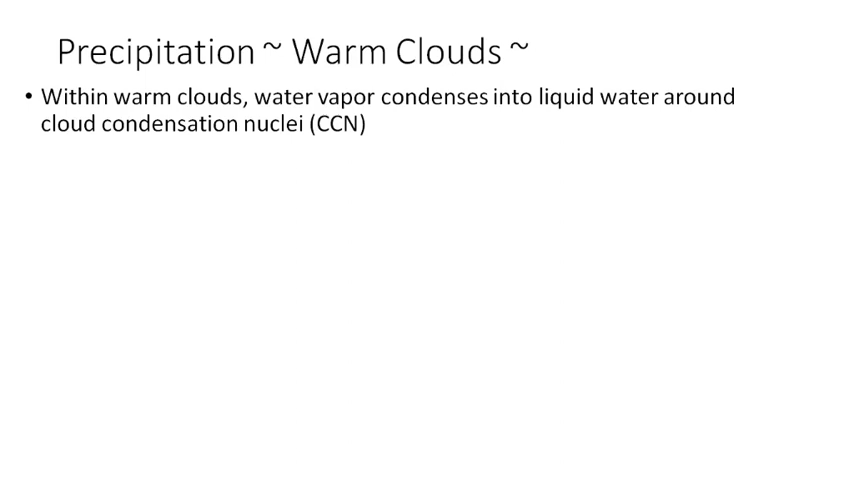 Precipitation ~ Warm Clouds ~
• Within warm clouds, water vapor condenses into liquid water around
cloud condensation nuclei (CCN)